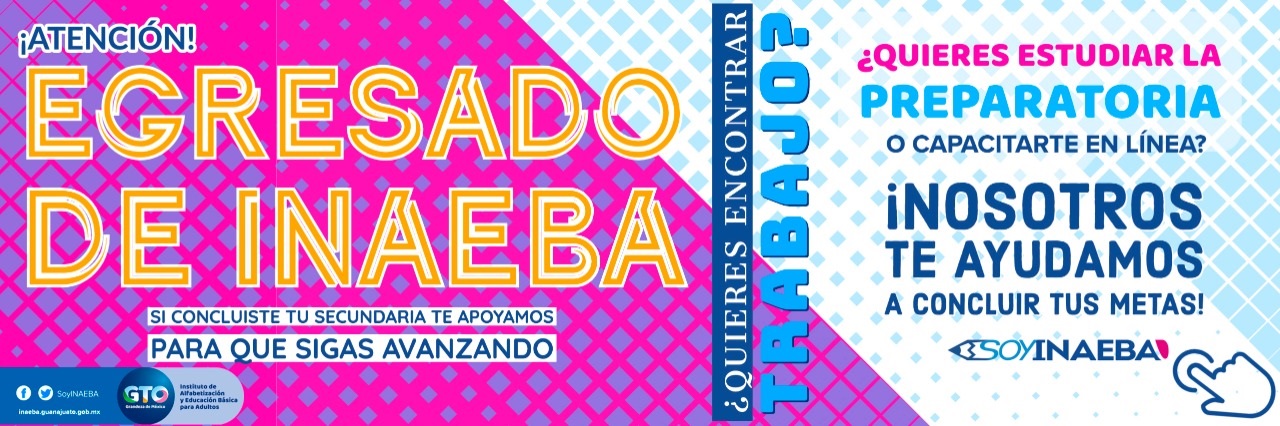 ¡ATENCIÓN!
EGRESADO
DE INAEBA
SI CONCLUISTE TU SECUNDARIA TE APOYAMOS
PARA QUE SIGAS AVANZANDO
SoyINAEBA
inaeba.guanajuato.gob.mx
GTO
Grandeza de México
Instituto de
Alfabetización
y Educación Básica
para Adultos
¿QUIERES ENCONTRAR
TRABAJO?
¿QUIERES ESTUDIAR LA
PREPARATORIA
O CAPACITARTE EN LÍNEA?
¡NOSOTROS
TE AYUDAMOS
A CONCLUIR TUS METAS!
SOYINAEBA